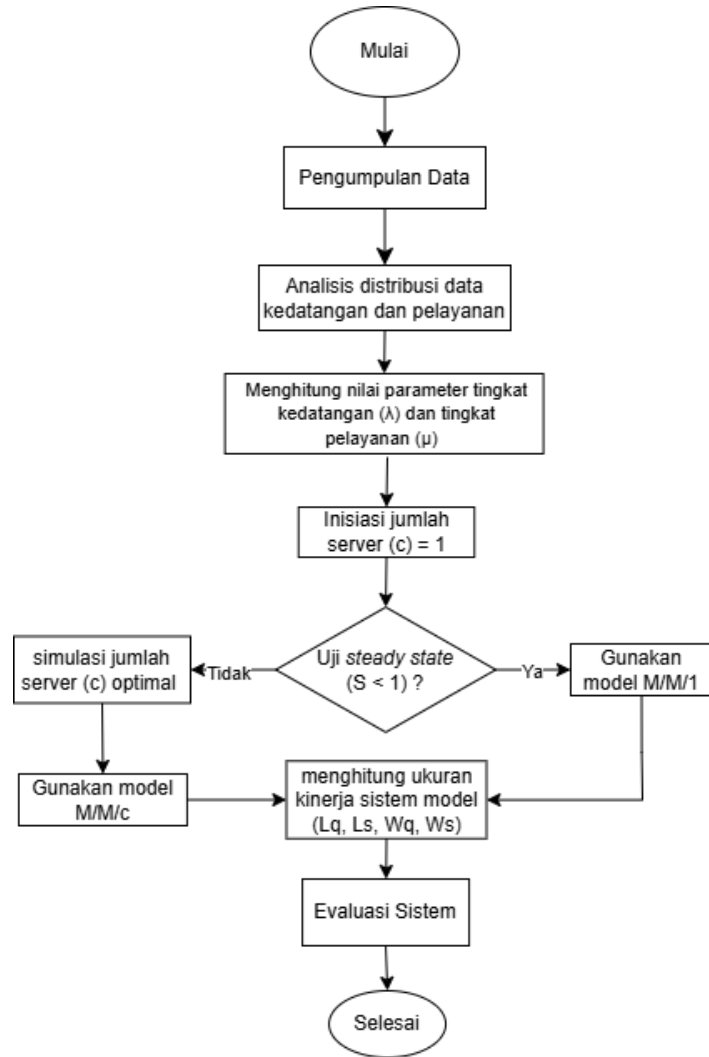 Mulai
Pengumpulan Data
Analisis distribusi data
kedatangan dan pelayanan
Menghitung nilai parameter tingkat
kedatangan (λ) dan tingkat
pelayanan (μ)
Inisiasi jumlah
server (c) = 1
Uji steady state
(S < 1) ?
Tidak
Ya
simulasi jumlah
server (c) optimal
Gunakan
model M/M/1
Gunakan model
M/M/c
menghitung ukuran
kinerja sistem model
(Lq, Ls, Wq, Ws)
Evaluasi Sistem
Selesai